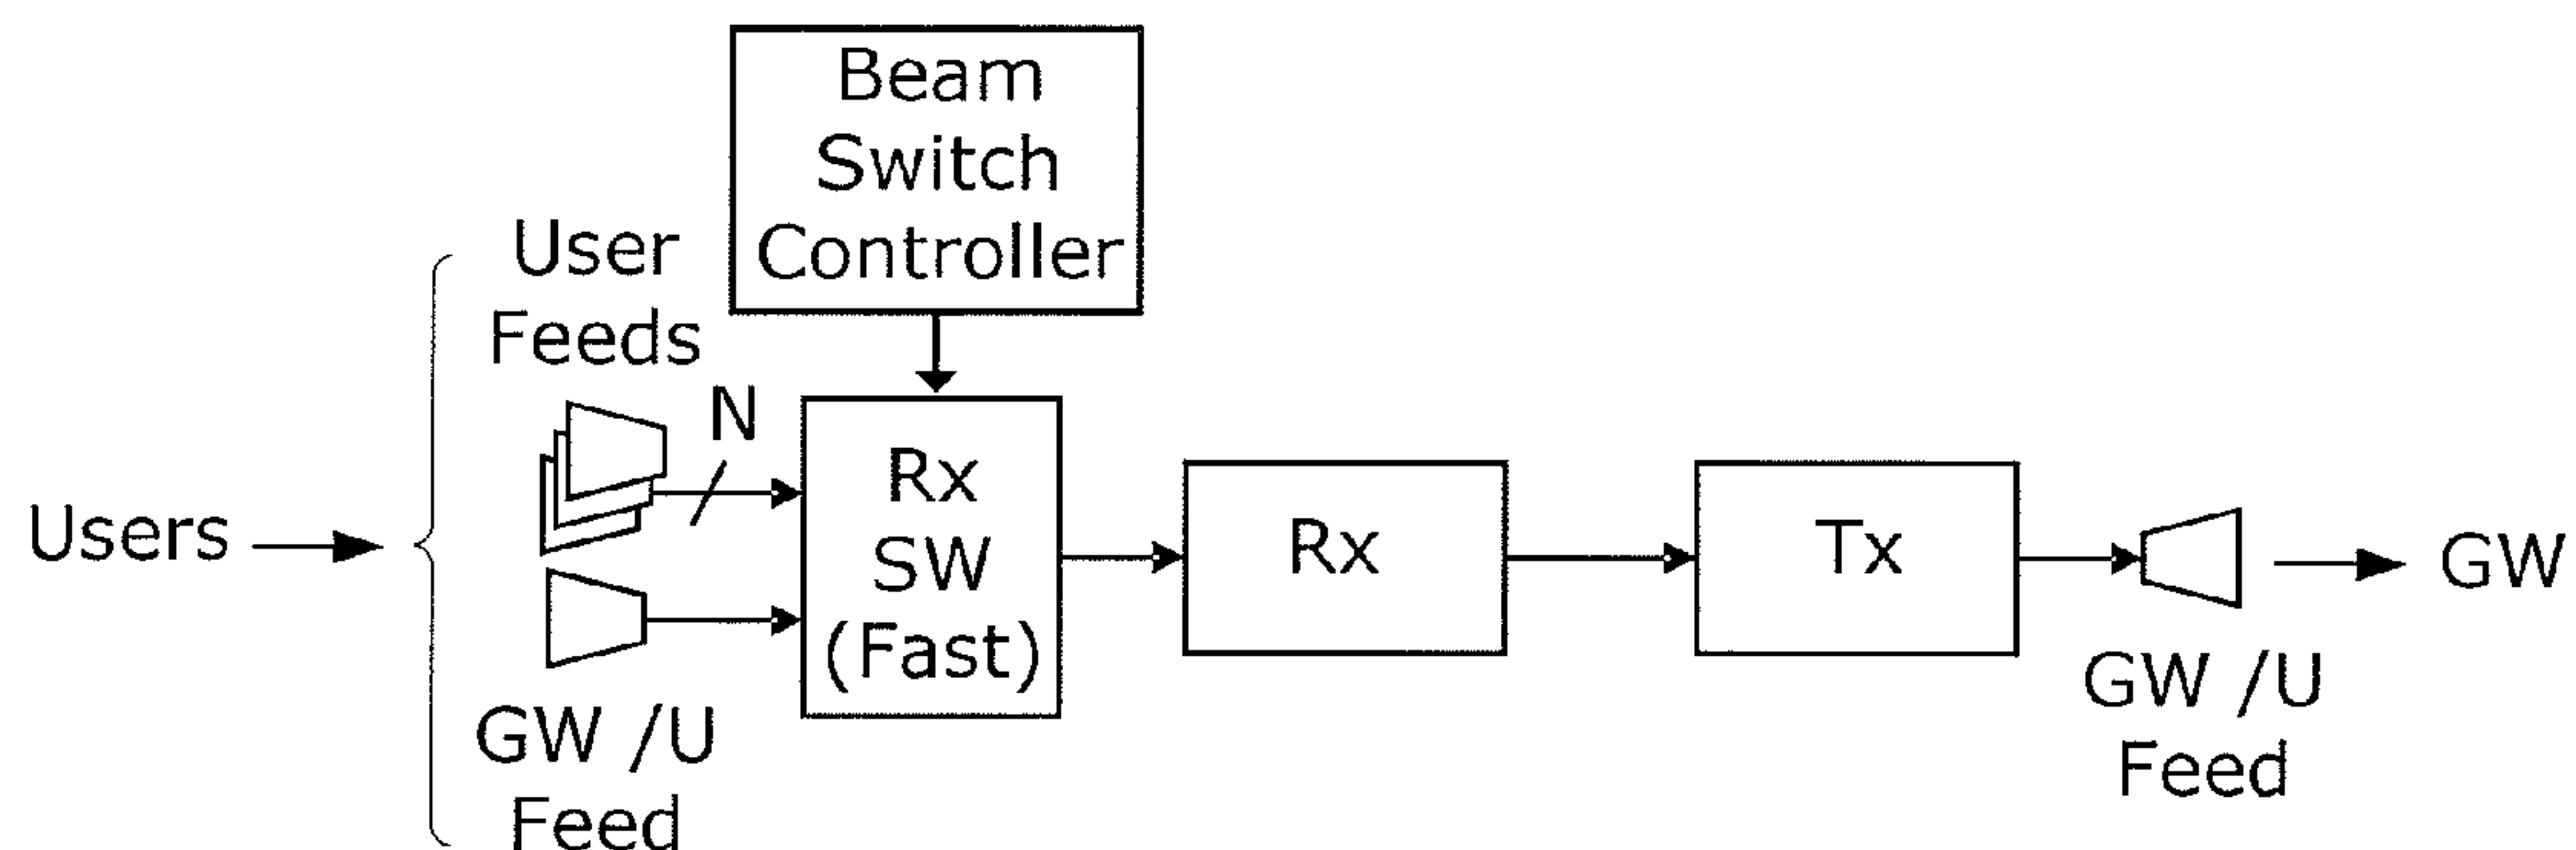 Beam
Switch
Controller
User
Feeds
N
Users
Rx
SW
(Fast)
Rx
Tx
GW
GW /U
Feed
GW /U
Feed